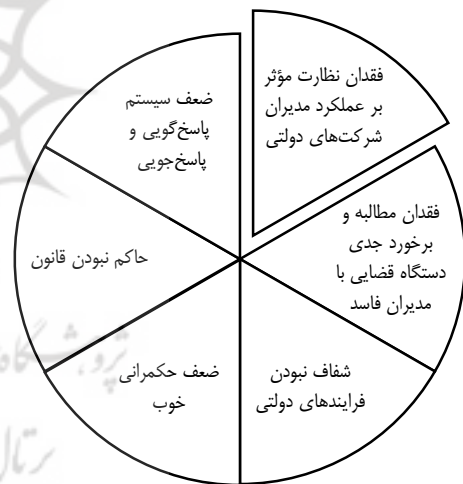 فقدان نظارت مؤثر
بر عملکرد مدیران
شرکت‌های دولتی
فقدان مطالبه و
برخورد جدی
دستگاه قضایی با
مدیران فاسد
شفاف نبودن
فرایندهای دولتی
ضعف حکمرانی
خوب
حاکم نبودن قانون
ضعف سیستم
پاسخ‌گویی و
پاسخ‌جویی